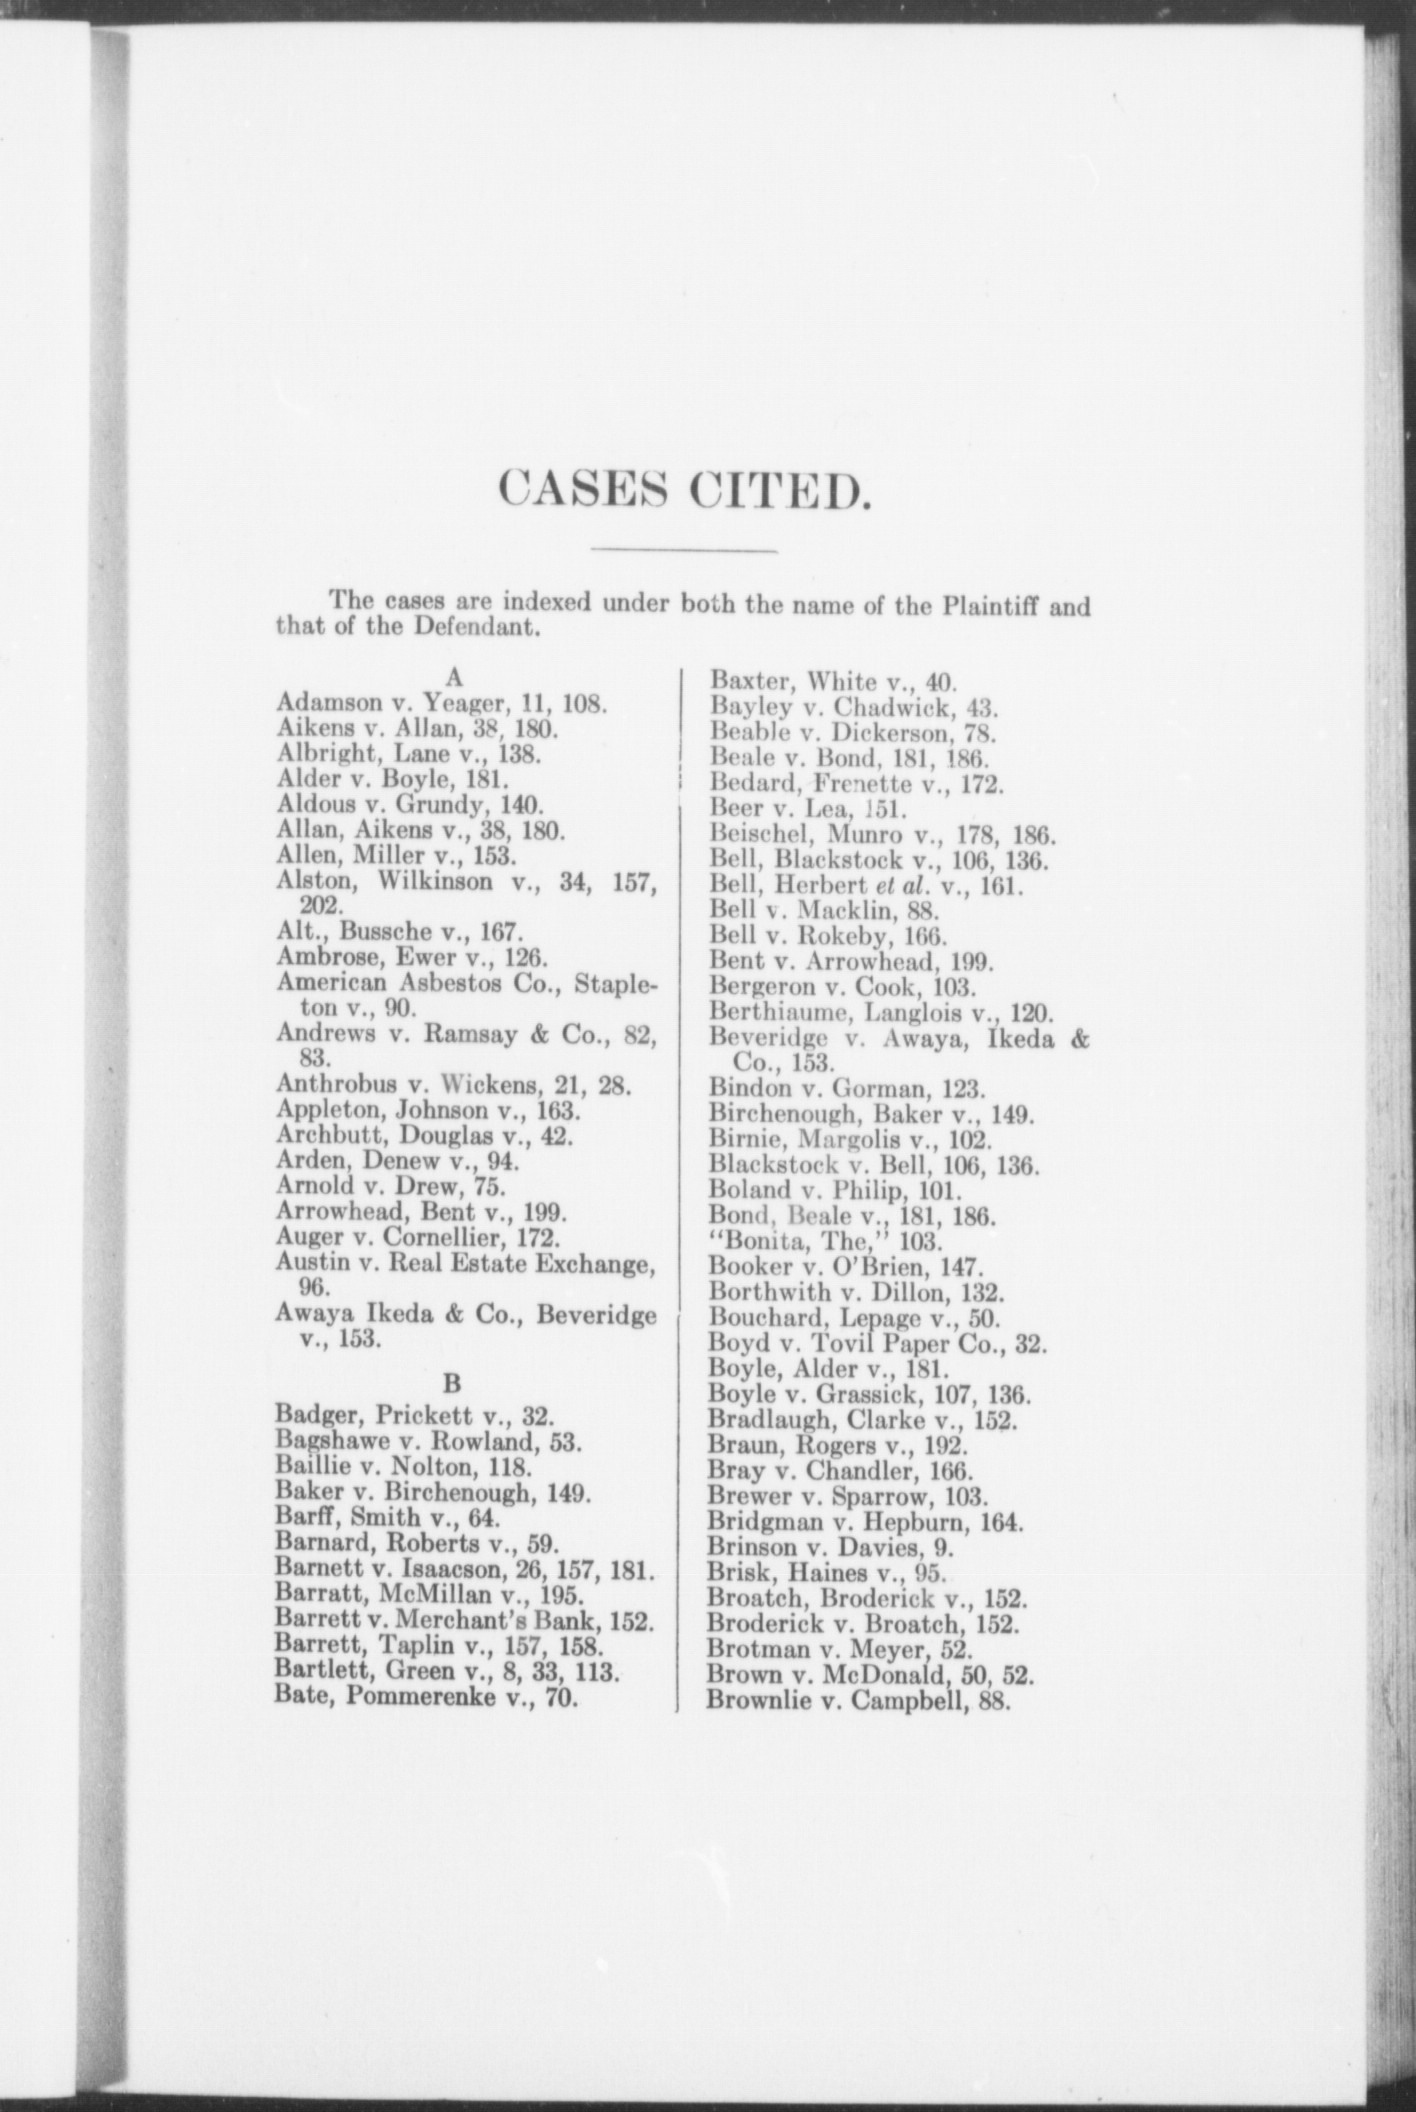 CASES CITED.
The cases are indexed under both the name of the Plaintiff and
that of the Defendant.
A
Adamson v. Yeager, 11, 108.
Aikens v. Allan, 38, 180.
Albright, Lane v., 138.
Alder v. Boyle, 181.
Aldous v. Grundy, 140.
Allan, Aikens v., 38, 180.
Allen, Miller v., 153.
Alston, Wilkinson v., 34, 157,
202.
Alt., Bussche v., 167.
Ambrose, Ewer v., 126.
American Asbestos Co., Staple-
ton v., 90.
Andrews v. Ramsay & Co., 82,
83.
Anthrobus v. Wickens, 21, 28.
Appleton, Johnson v., 163.
Archbutt, Douglas v., 42.
Arden, Denew v., 94.
Arnold v. Drew, 75.
Arrowhead, Bent v., 199.
Auger v. Cornellier, 172.
Austin v. Real Estate Exchange,
96.
Awaya Ikeda & Co., Beveridge
v., 153.
B
Badger, Prickett v., 32.
Bagshawe v. Rowland, 53.
Baillie v. Nolton, 118.
Baker v. Birchenough, 149.
Barff, Smith v., 64.
Barnard, Roberts v., 59.
Barnett v. Isaacson, 26, 157, 181.
Barratt, McMillan v., 195.
Barrett v. Merchant's Bank, 152.
Barrett, Taplin v., 157, 158.
Bartlett, Green v., 8, 33, 113.
Bate, Pommerenke v., 70.
Baxter, White v., 40.
Bayley v. Chadwick, 43.
Beable v. Dickerson, 78.
Beale v. Bond, 181, 186.
Bedard, Frenette v., 172.
Beer v. Lea, 151.
Beischel, Munro v., 178, 186.
Bell, Blackstock v., 106, 136.
Bell, Herbert et al. v., 161.
Bell v. Macklin, 88.
Bell v. Rokeby, 166.
Bent v. Arrowhead, 199.
Bergeron v. Cook, 103.
Berthiaume, Langlois v., 120.
Beveridge v. Awaya, Ikeda &
Co., 153.
Bindon v. Gorman, 123.
Birchenough, Baker v., 149.
Birnie, Margolis v., 102.
Blackstock v. Bell, 106, 136.
Boland v. Philip, 101.
Bond, Beale v., 181, 186.
"Bonita, The," 103.
Booker v. O'Brien, 147.
Borthwith v. Dillon, 132.
Bouchard, Lepage v., 50.
Boyd v. Tovil Paper Co., 32.
Boyle, Alder v., 181.
Boyle v. Grassick, 107, 136.
Bradlaugh, Clarke v., 152.
Braun, Rogers v., 192.
Bray v. Chandler, 166.
Brewer v. Sparrow, 103.
Bridgman v. Hepburn, 164.
Brinson v. Davies, 9.
Brisk, Haines v., 95.
Broatch, Broderick v., 152.
Broderick v. Broatch, 152.
Brotman v. Meyer, 52.
Brown v. McDonald, 50, 52.
Brownlie v. Campbell, 88.